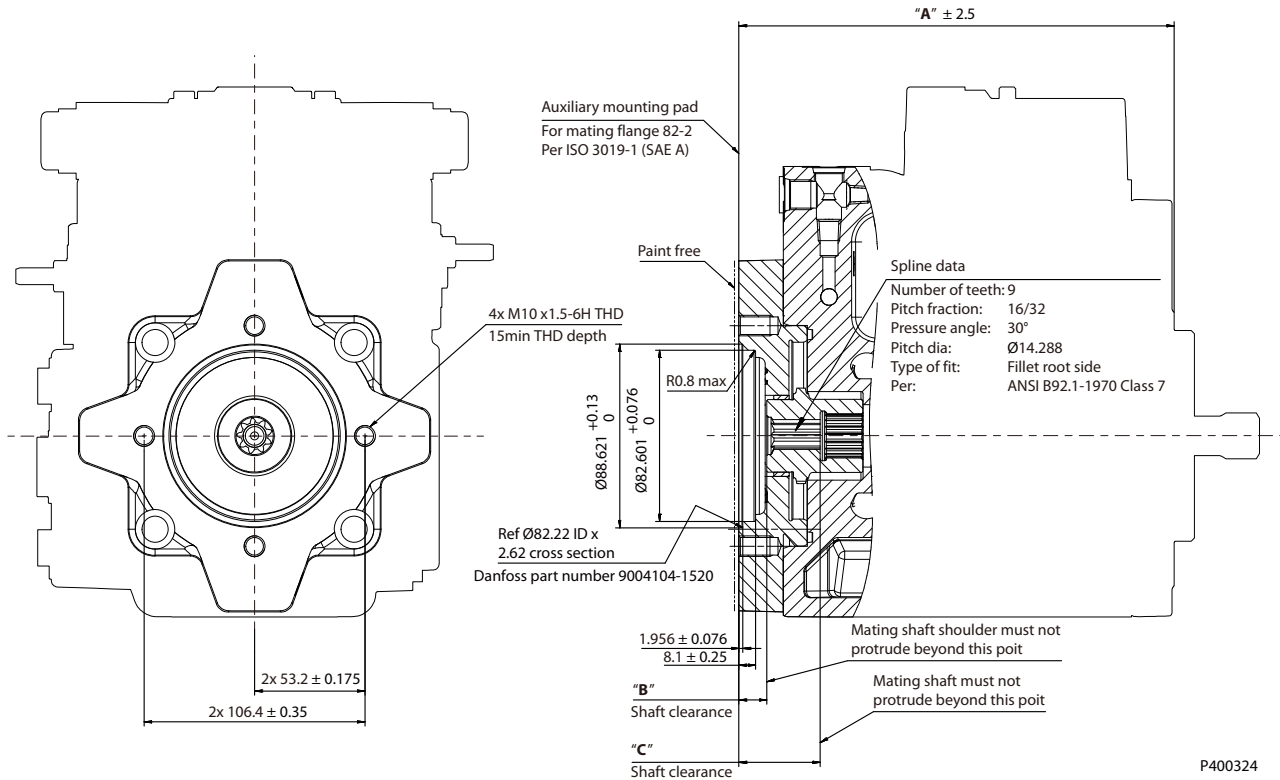 "A" ± 2.5
Auxiliary mounting pad
For mating flange 82-2
Per ISO 3019-1 (SAE A)
Paint free
Spline data
Number of teeth: 9
Pitch fraction: 16/32
Pressure angle: 30°
Pitch dia: Ø14.288
Type of fit: Fillet root side
Per: ANSI B92.1-1970 Class 7
4x M10 x1.5-6H THD
15min THD depth
R0.8 max
Ø88.621 +0.13 0
Ø82.601 +0.076 0
Ref Ø82.22 ID x
2.62 cross section
Danfoss part number 9004104-1520
1.956 ± 0.076
8.1 ± 0.25
Mating shaft shoulder must not
protrude beyond this poit
"B"
Shaft clearance
Mating shaft must not
protrude beyond this poit
"C"
Shaft clearance
2x 53.2 ± 0.175
2x 106.4 ± 0.35
P400324